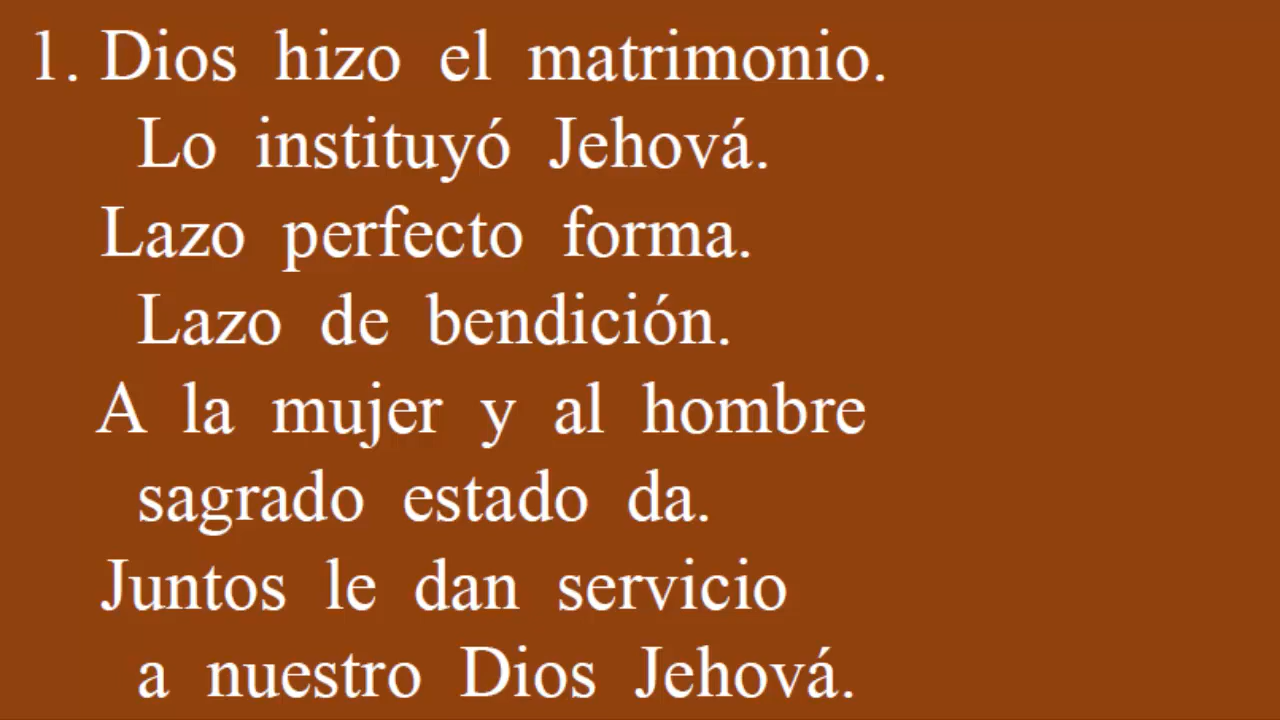 1. Dios hizo el matrimonio.
Lo instituyó Jehová.
Lazo perfecto forma.
Lazo de bendición.
A la mujer y al hombre
sagrado estado da.
Juntos le dan servicio
a nuestro Dios Jehová.